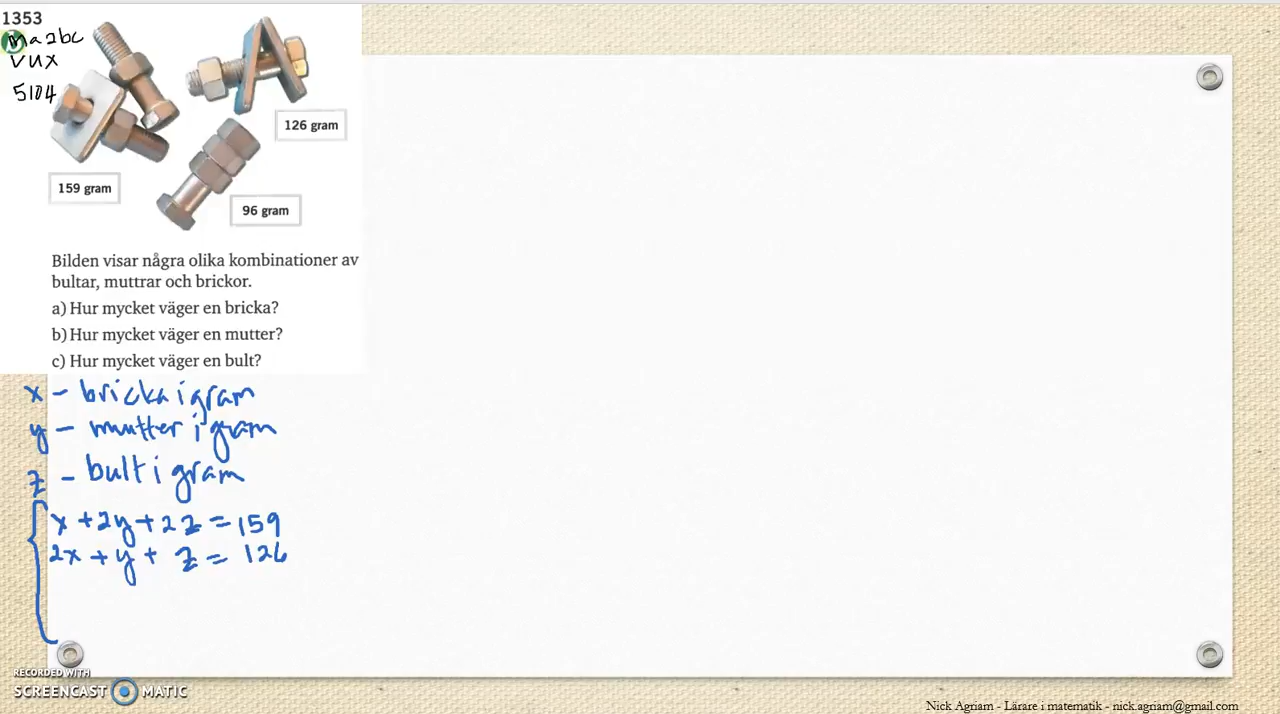 1353
ma2bc
vux
5104
126 gram
159 gram
96 gram
Bilden visar några olika kombinationer av
bultar, muttrar och brickor.
a) Hur mycket väger en bricka?
b) Hur mycket väger en mutter?
c) Hur mycket väger en bult?
x - bricka i gram
y - mutter i gram
z - bult i gram
x + 2y + 2z = 159
2x + y + z = 126
RECORDED WITH
SCREENCAST MATIC
Nick Agnam - Lärare i matematik - nick.agnam@gmail.com